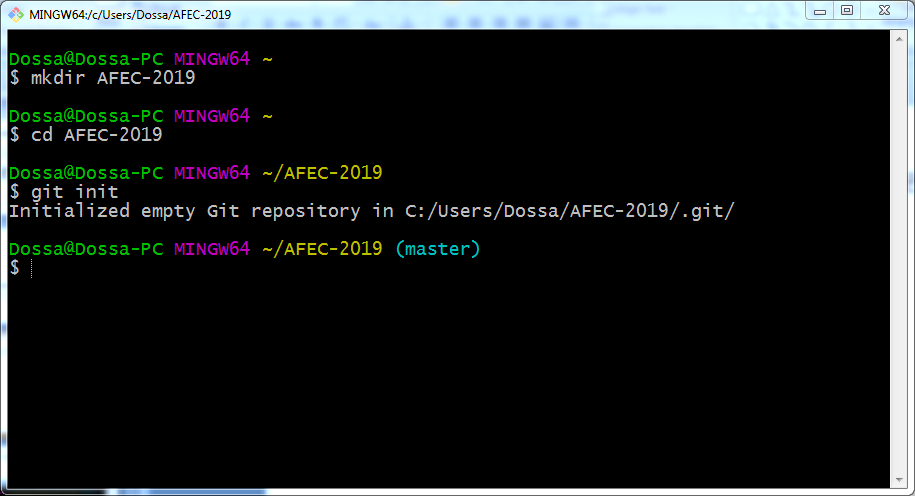 MINGW64:/c/Users/Dossa/AFEC-2019
Dossa@Dossa-PC MINGW64 ~
$ mkdir AFEC-2019
Dossa@Dossa-PC MINGW64 ~
$ cd AFEC-2019
Dossa@Dossa-PC MINGW64 ~/AFEC-2019
$ git init
Initialized empty Git repository in C:/Users/Dossa/AFEC-2019/.git/
Dossa@Dossa-PC MINGW64 ~/AFEC-2019 (master)
$